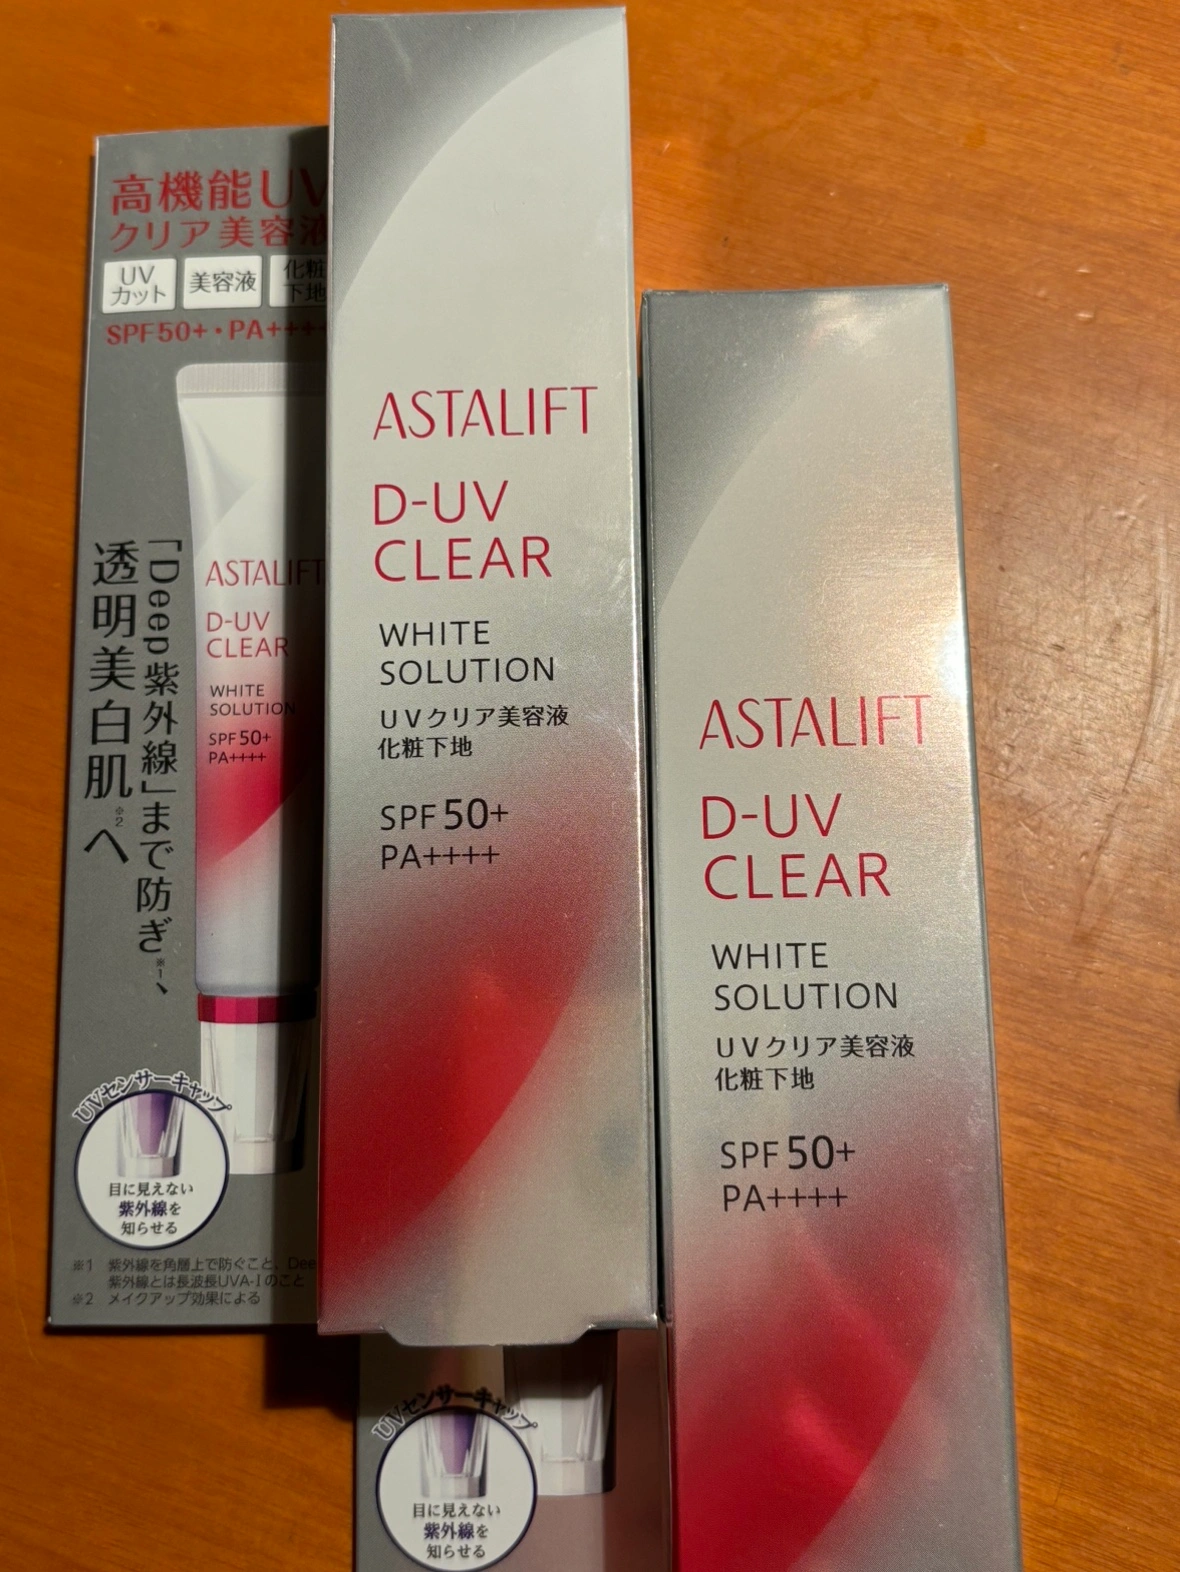 高機能UV
クリア美容液
UV
カット
美容液
化粧
下地
SPF50+・PA++++
「Deep紫外線」まで防ぎ※1、
透明美白肌※2へ
ASTALIFT
D-UV
CLEAR
WHITE
SOLUTION
SPF50+
PA++++
UVセンサーキャップ
目に見えない
紫外線を
知らせる
※1 紫外線を角層上で防ぐこと、Dee
紫外線とは長波長UVA-Iのこと
※2 メイクアップ効果による
ASTALIFT
D-UV
CLEAR
WHITE
SOLUTION
UVクリア美容液
化粧下地
SPF50+
PA++++
ASTALIFT
D-UV
CLEAR
WHITE
SOLUTION
UVクリア美容液
化粧下地
SPF50+
PA++++
UVセンサーキャップ
目に見えない
紫外線を
知らせる